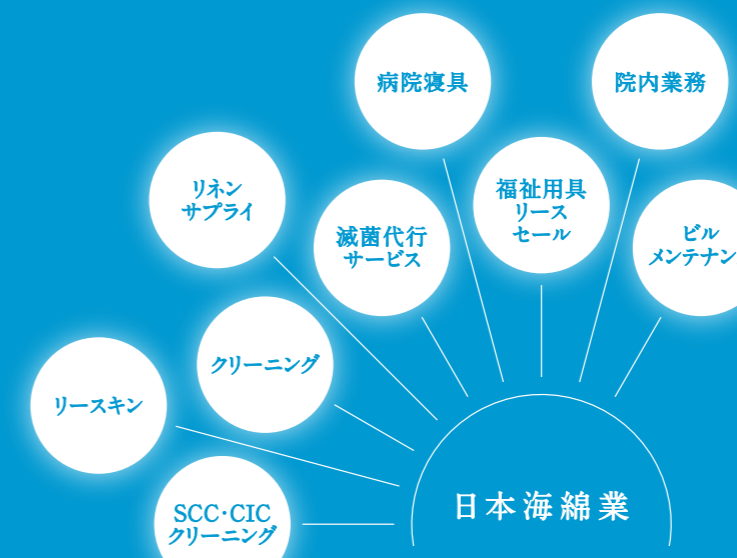 病院寝具
院内業務
リネン
サプライ
滅菌代行
サービス
福祉用具
リース
セール
ビル
メンテナン
クリーニング
リースキン
SCC・CIC
クリーニング
日本海綿業